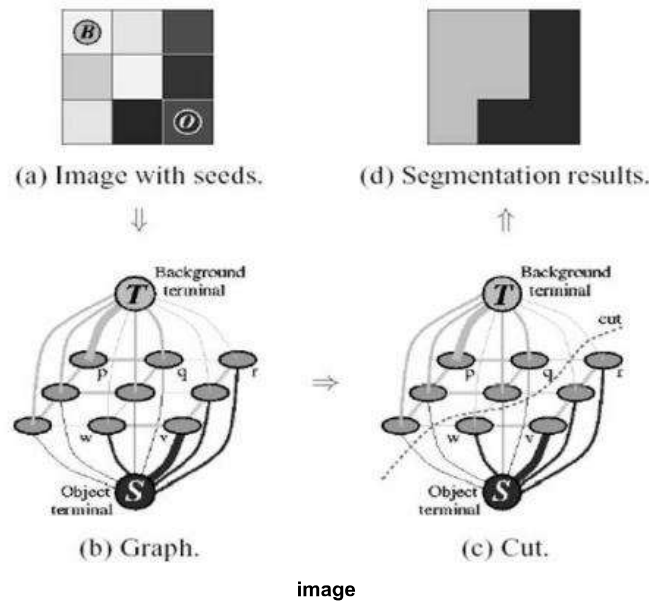 B
O
(a) Image with seeds.
(d) Segmentation results.
⇓
⇑
Background
terminal
T
p
q
r
w
v
Object
terminal
S
(b) Graph.
⇒
Background
terminal
T
cut
p
q
r
w
v
Object
terminal
S
(c) Cut.
image